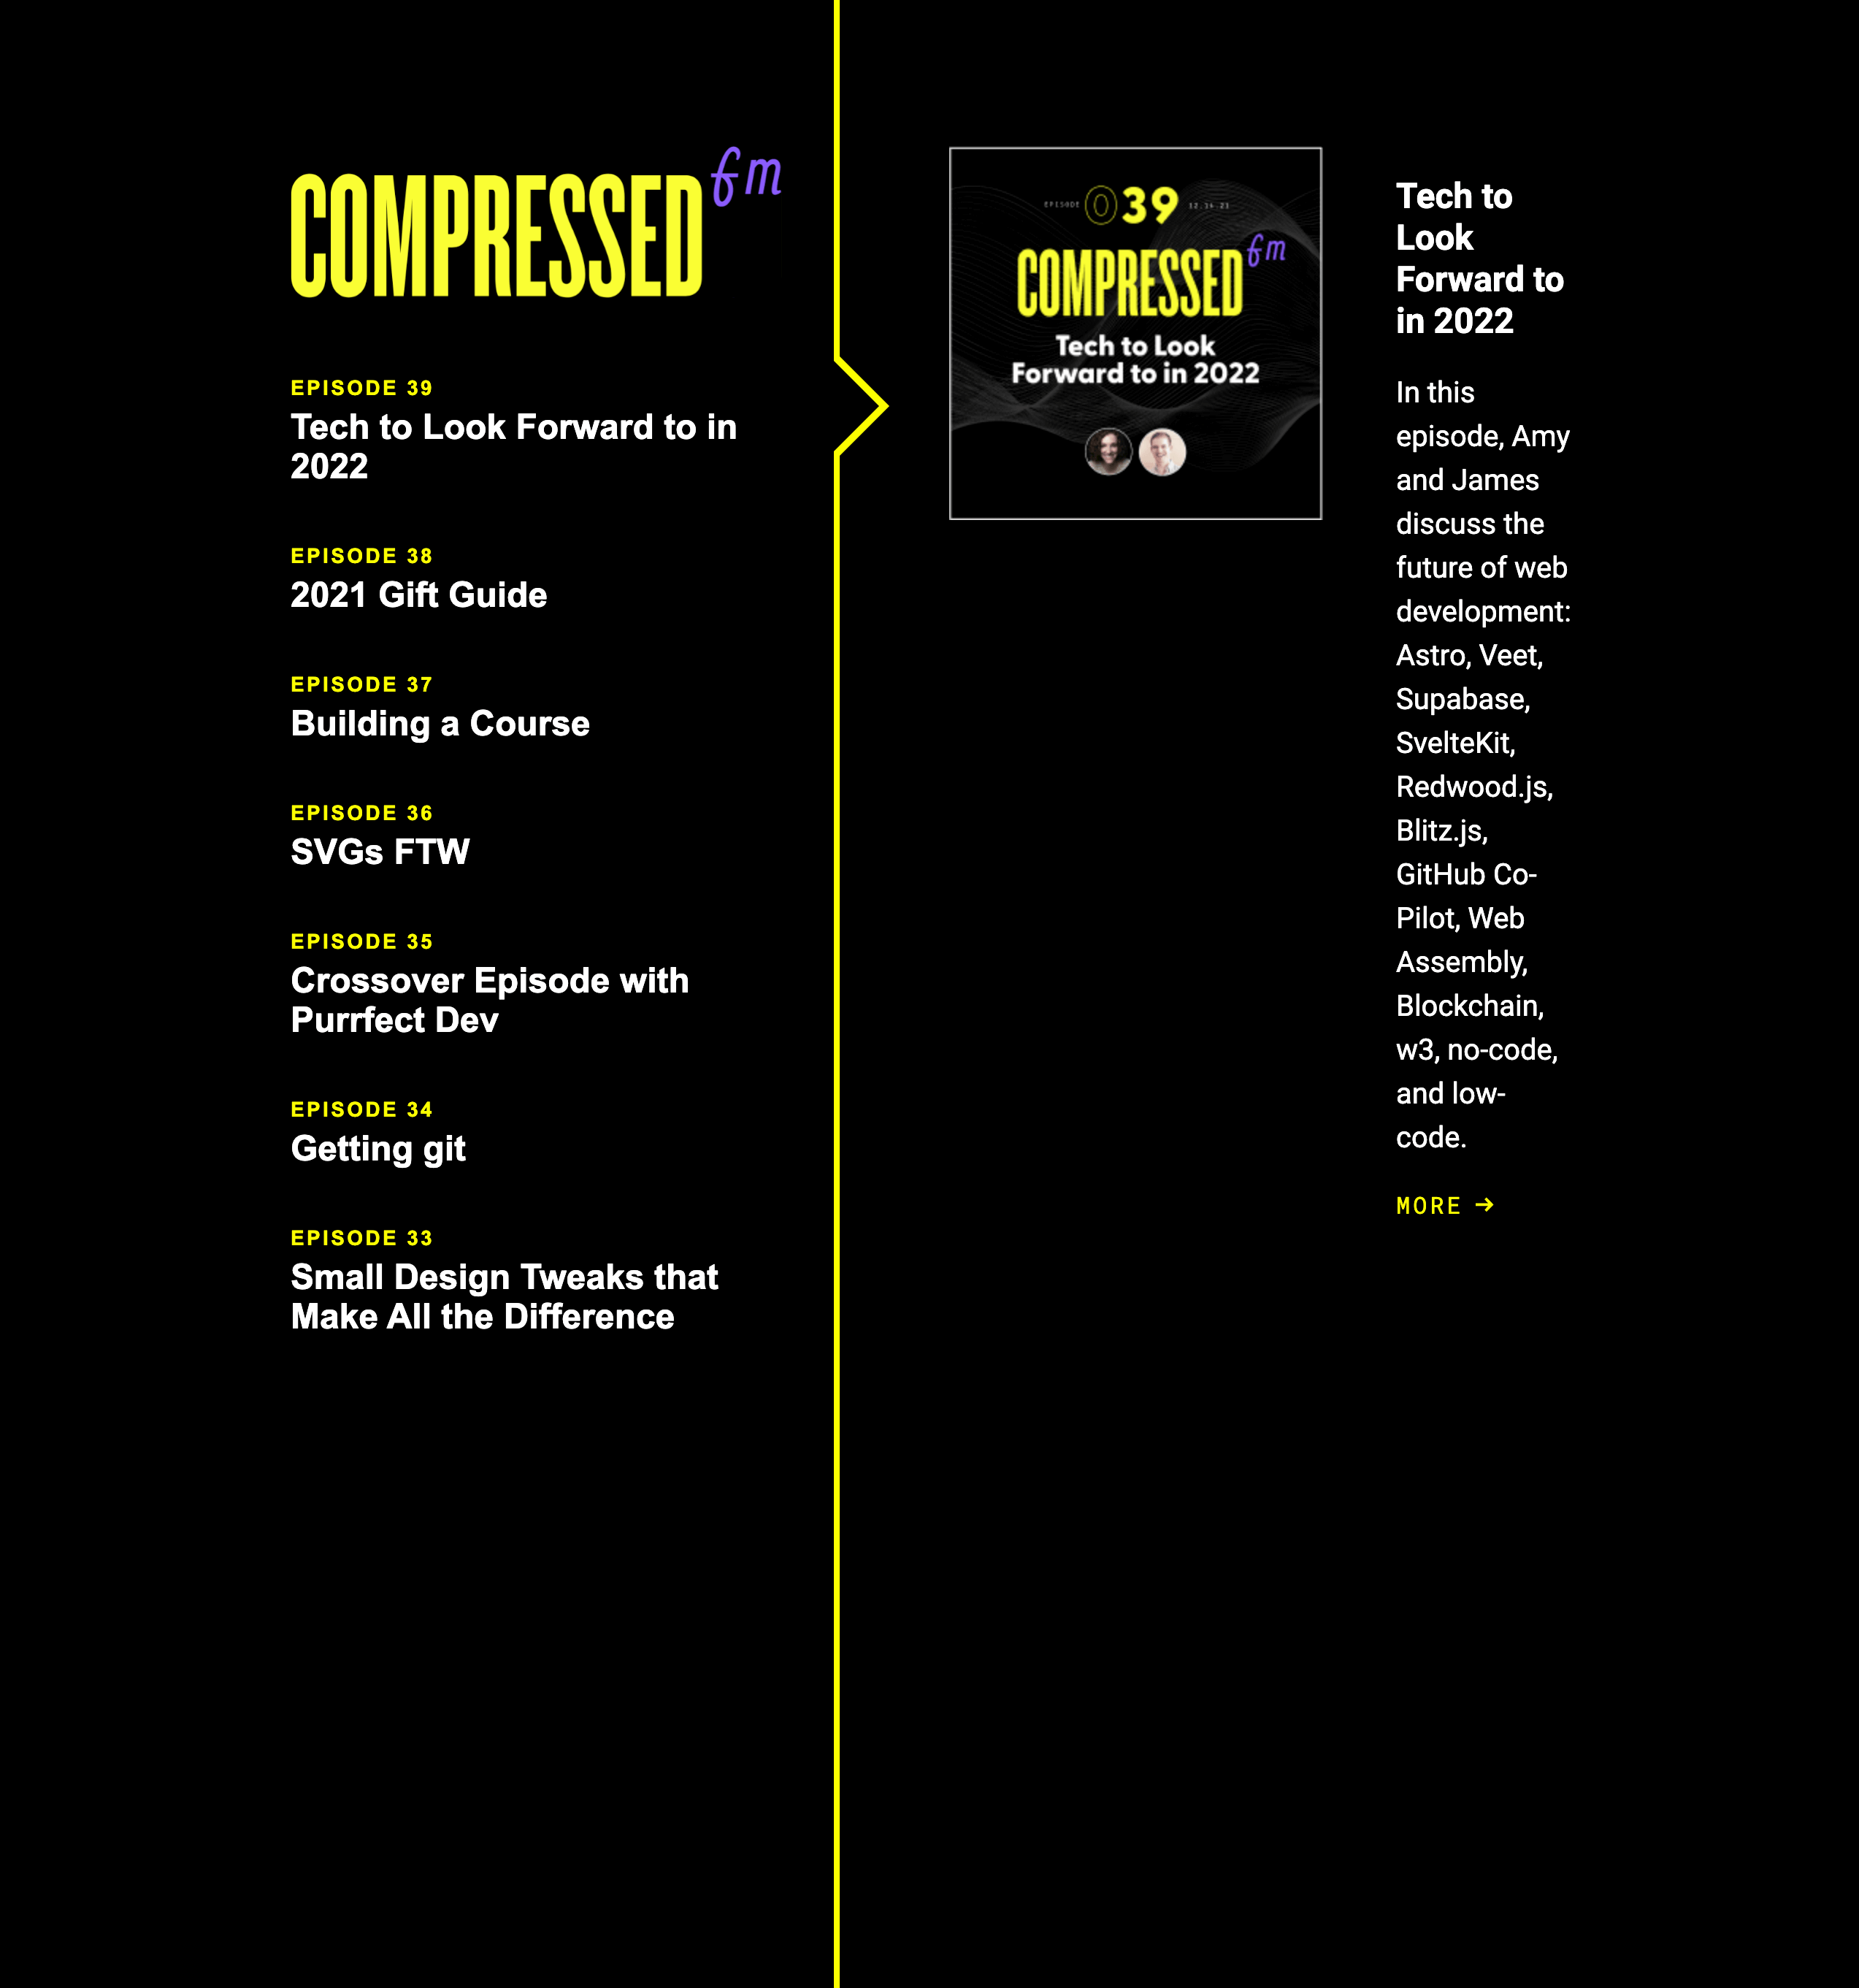 COMPRESSED fm
EPISODE 39
Tech to Look Forward to in
2022
EPISODE 38
2021 Gift Guide
EPISODE 37
Building a Course
EPISODE 36
SVGs FTW
EPISODE 35
Crossover Episode with
Purrfect Dev
EPISODE 34
Getting git
EPISODE 33
Small Design Tweaks that
Make All the Difference
EPISODE 039 12.14.21
COMPRESSED fm
Tech to Look
Forward to in 2022
Tech to
Look
Forward to
in 2022
In this
episode, Amy
and James
discuss the
future of web
development:
Astro, Veet,
Supabase,
SvelteKit,
Redwood.js,
Blitz.js,
GitHub Co-
Pilot, Web
Assembly,
Blockchain,
w3, no-code,
and low-
code.
MORE →